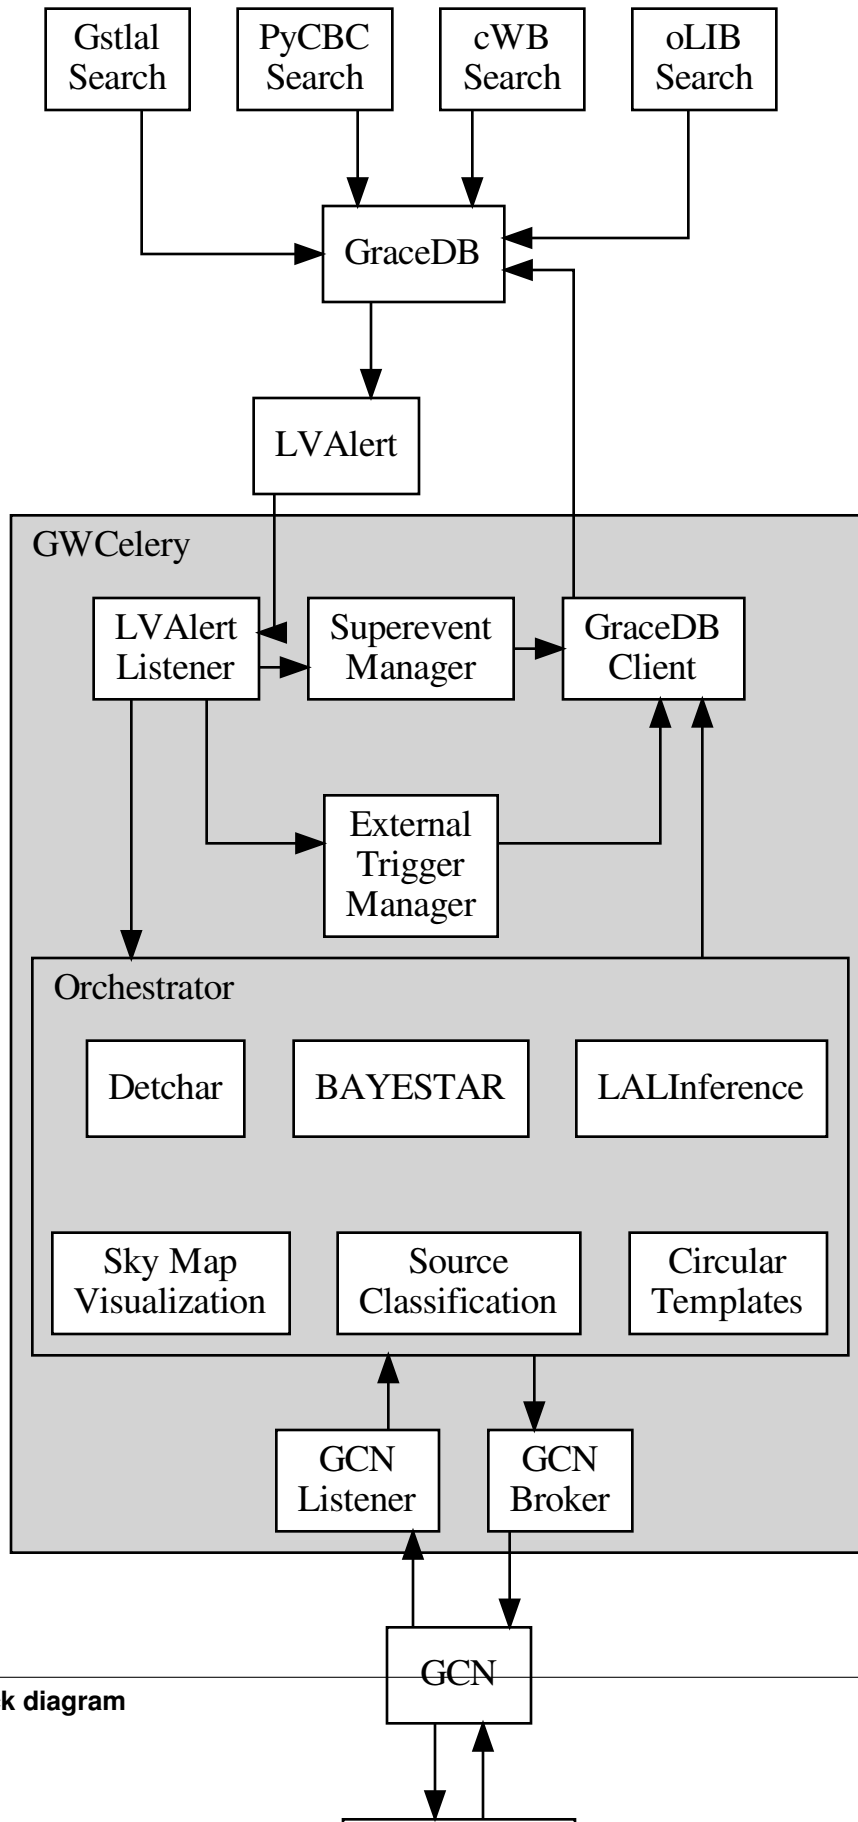 Gstlal
Search
PyCBC
Search
cWB
Search
oLIB
Search
GraceDB
LVAlert
GWCelery
LVAlert
Listener
Superevent
Manager
GraceDB
Client
External
Trigger
Manager
Orchestrator
Detchar
BAYESTAR
LALInference
Sky Map
Visualization
Source
Classification
Circular
Templates
GCN
Listener
GCN
Broker
GCN
k diagram